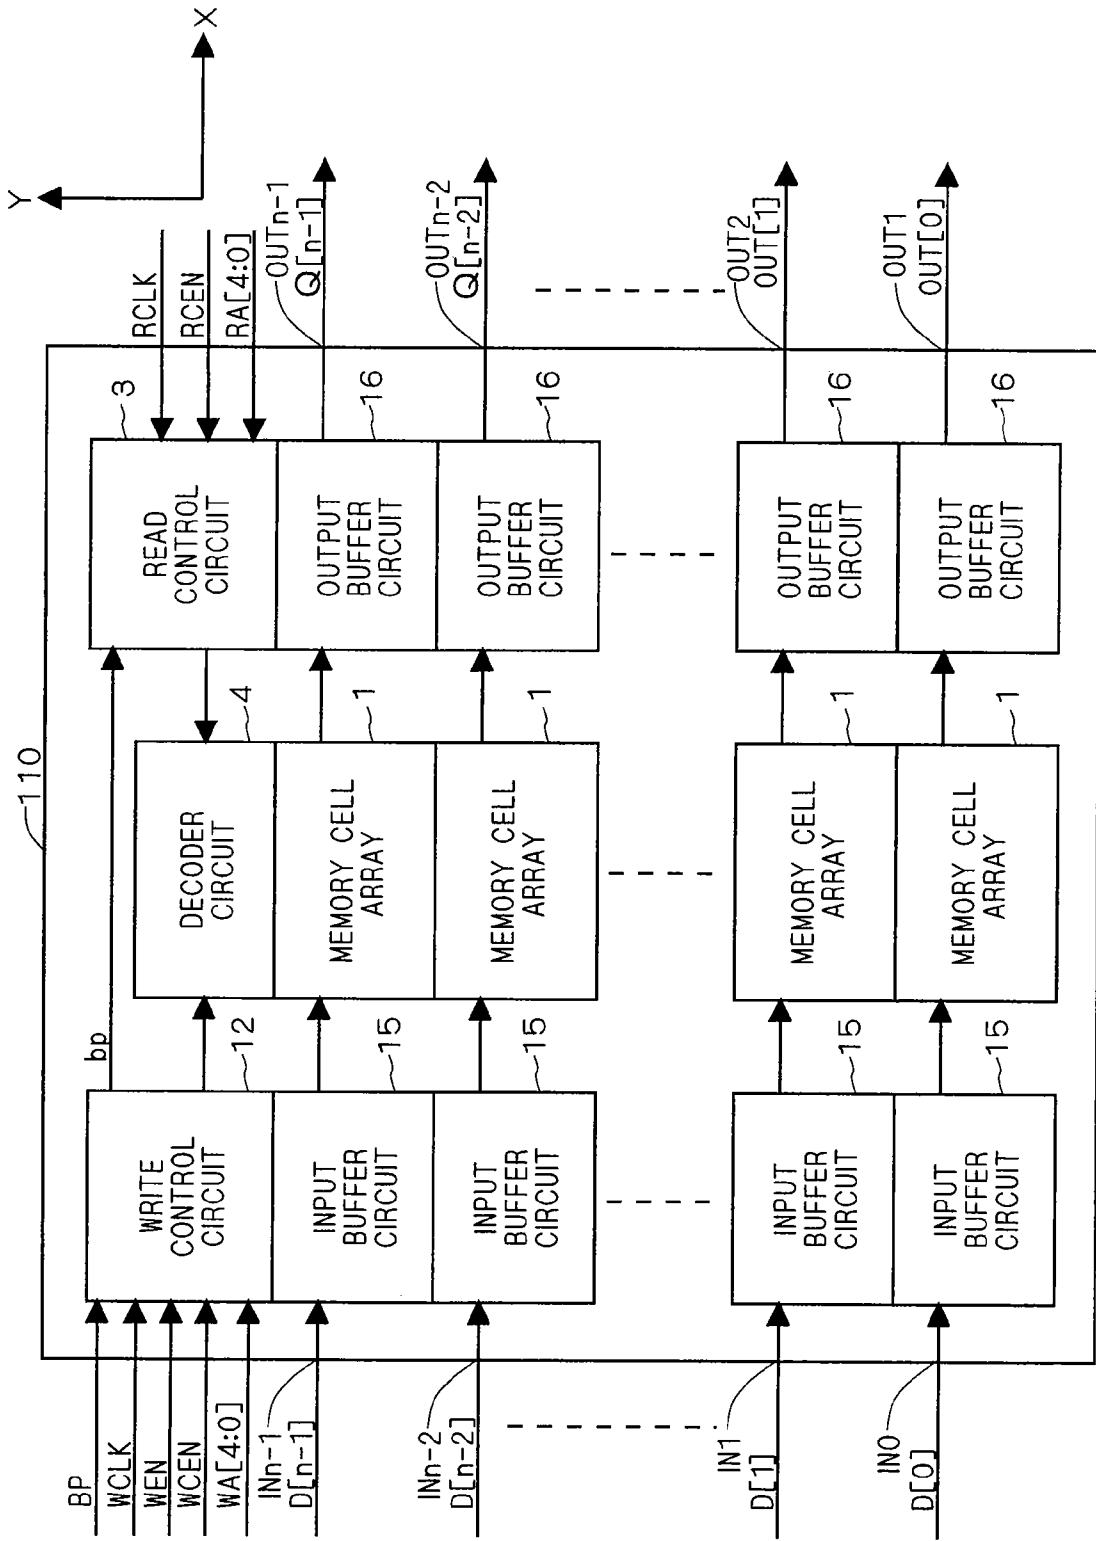 110
Y
X
BP
WCLK
WEN
WCEN
WA[4:0]
WRITE
CONTROL
CIRCUIT
12
bp
DECODER
CIRCUIT
4
READ
CONTROL
CIRCUIT
3
RCLK
RCEN
RA[4:0]
INn-1
D[n-1]
INPUT
BUFFER
CIRCUIT
15
MEMORY CELL
ARRAY
1
OUTPUT
BUFFER
CIRCUIT
16
OUTn-1
Q[n-1]
INn-2
D[n-2]
INPUT
BUFFER
CIRCUIT
15
MEMORY CELL
ARRAY
1
OUTPUT
BUFFER
CIRCUIT
16
OUTn-2
Q[n-2]
IN1
D[1]
INPUT
BUFFER
CIRCUIT
15
MEMORY CELL
ARRAY
1
OUTPUT
BUFFER
CIRCUIT
16
OUT2
OUT[1]
IN0
D[0]
INPUT
BUFFER
CIRCUIT
15
MEMORY CELL
ARRAY
1
OUTPUT
BUFFER
CIRCUIT
16
OUT1
OUT[0]